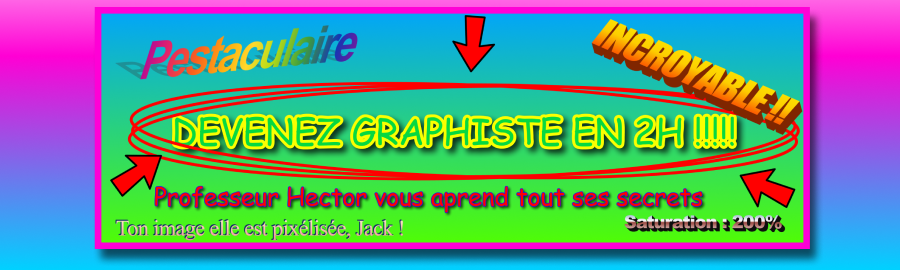 Pestaculaire
INCROYABLE !!
DEVENEZ GRAPHISTE EN 2H !!!!!
Professeur Hector vous aprend tout ses secrets
Ton image elle est pixélisée, Jack !
Saturation : 200%